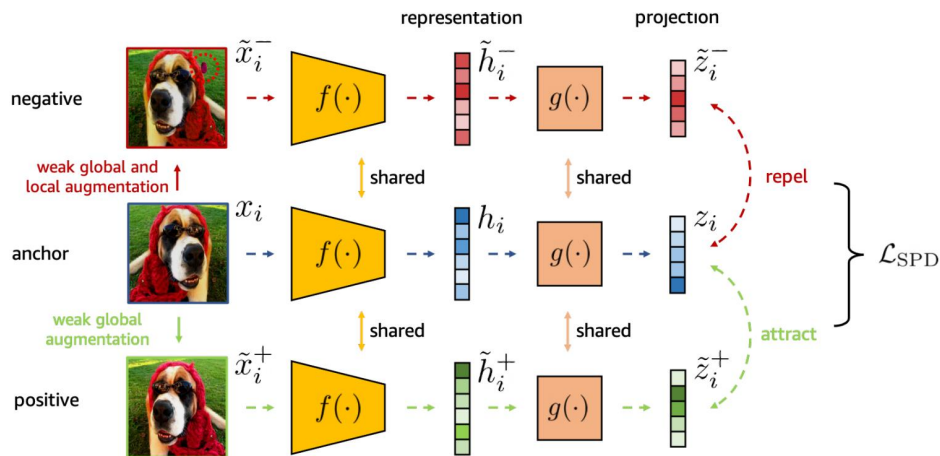 representation projection
negative
x̃ᵢ⁻ f(·) h̃ᵢ⁻ g(·) z̃ᵢ⁻
weak global and
local augmentation
shared shared
repel
anchor
xᵢ f(·) hᵢ g(·) zᵢ
ℒ_SPD
weak global
augmentation
shared shared
attract
positive
x̃ᵢ⁺ f(·) h̃ᵢ⁺ g(·) z̃ᵢ⁺